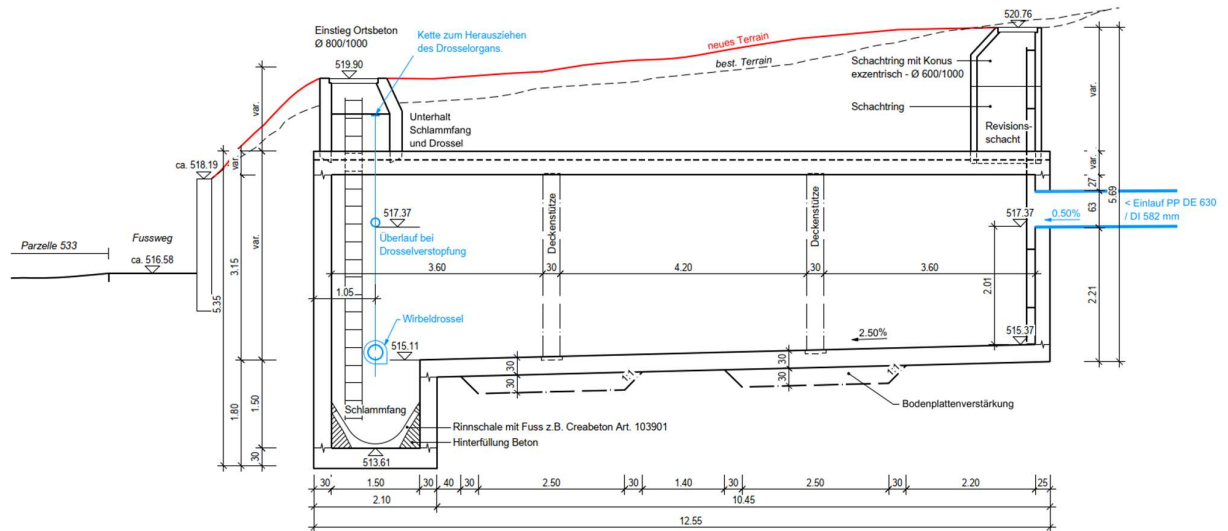 520.76
Einstieg Ortsbeton
Ø 800/1000
Kette zum Herausziehen
des Drosselorgans.
neues Terrain
best. Terrain
519.90
Schachtring mit Konus
exzentrisch - Ø 600/1000
Schachtring
Revisions-
schacht
Unterhalt
Schlammfang
und Drossel
var.
var.
ca. 518.19
var.
var.
27
63
5.69
< Einlauf PP DE 630
/ DI 582 mm
0.50%
517.37
517.37
Deckenstütze
Deckenstütze
Überlauf bei
Drosselverstopfung
Parzelle 533
Fussweg
ca. 516.58
var.
3.15
5.35
3.60
30
4.20
30
3.60
1.05
2.01
2.21
Wirbeldrossel
515.11
2.50%
515.37
30
30
1:1
30
30
1:1
Bodenplattenverstärkung
1.80
1.50
30
Schlammfang
Rinnschale mit Fuss z.B. Creabeton Art. 103901
Hinterfüllung Beton
513.61
30
1.50
30
40
30
2.50
30
1.40
30
2.50
30
2.20
25
2.10
10.45
12.55